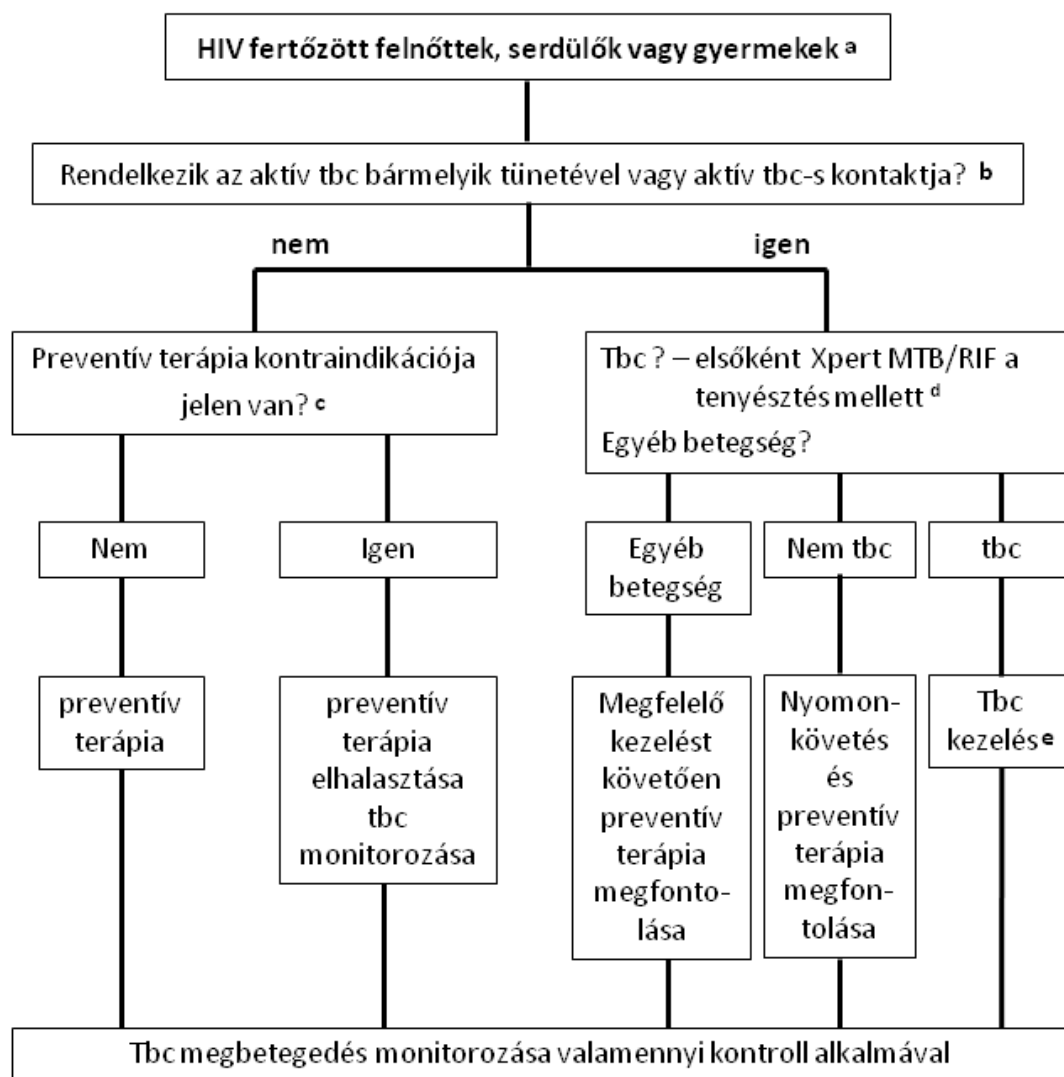 HIV fertőzött felnőttek, serdülők vagy gyermekek a
Rendelkezik az aktív tbc bármelyik tünetével vagy aktív tbc-s kontaktja? b
nem
igen
Preventív terápia kontraindikációja
jelen van? c
Tbc ? – elsőként Xpert MTB/RIF a
tenyésztés mellett d
Egyéb betegség?
Nem
Igen
Egyéb
betegség
Nem tbc
tbc
preventív
terápia
preventív
terápia
elhalasztása
tbc
monitorozása
Megfelelő
kezelést
követően
preventív
terápia
megfonto-
lása
Nyomon-
követés
és
preventív
terápia
megfon-
tolása
Tbc
kezelés e
Tbc megbetegedés monitorozása valamennyi kontroll alkalmával